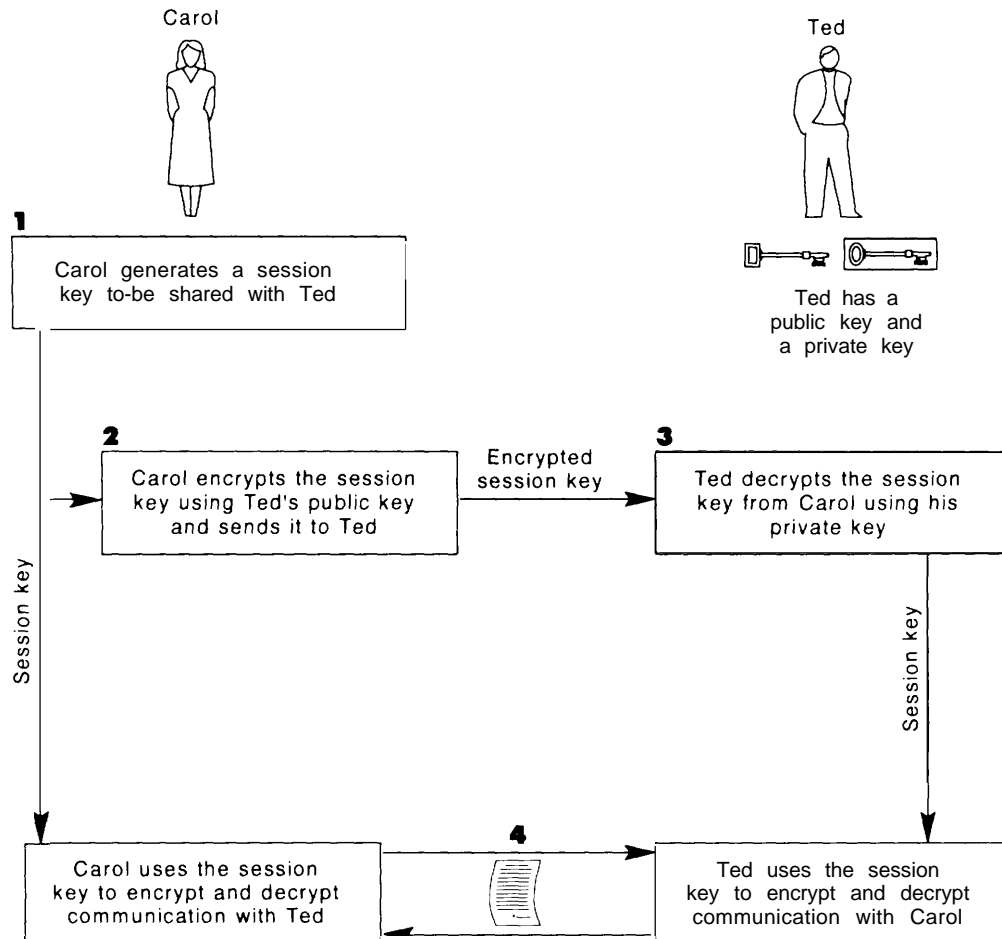 Carol
Ted
1
Carol generates a session
key to-be shared with Ted
Ted has a
public key and
a private key
2
Carol encrypts the session
key using Ted's public key
and sends it to Ted
Encrypted
session key
3
Ted decrypts the session
key from Carol using his
private key
Session key
Session key
Carol uses the session
key to encrypt and decrypt
communication with Ted
4
Ted uses the session
key to encrypt and decrypt
communication with Carol